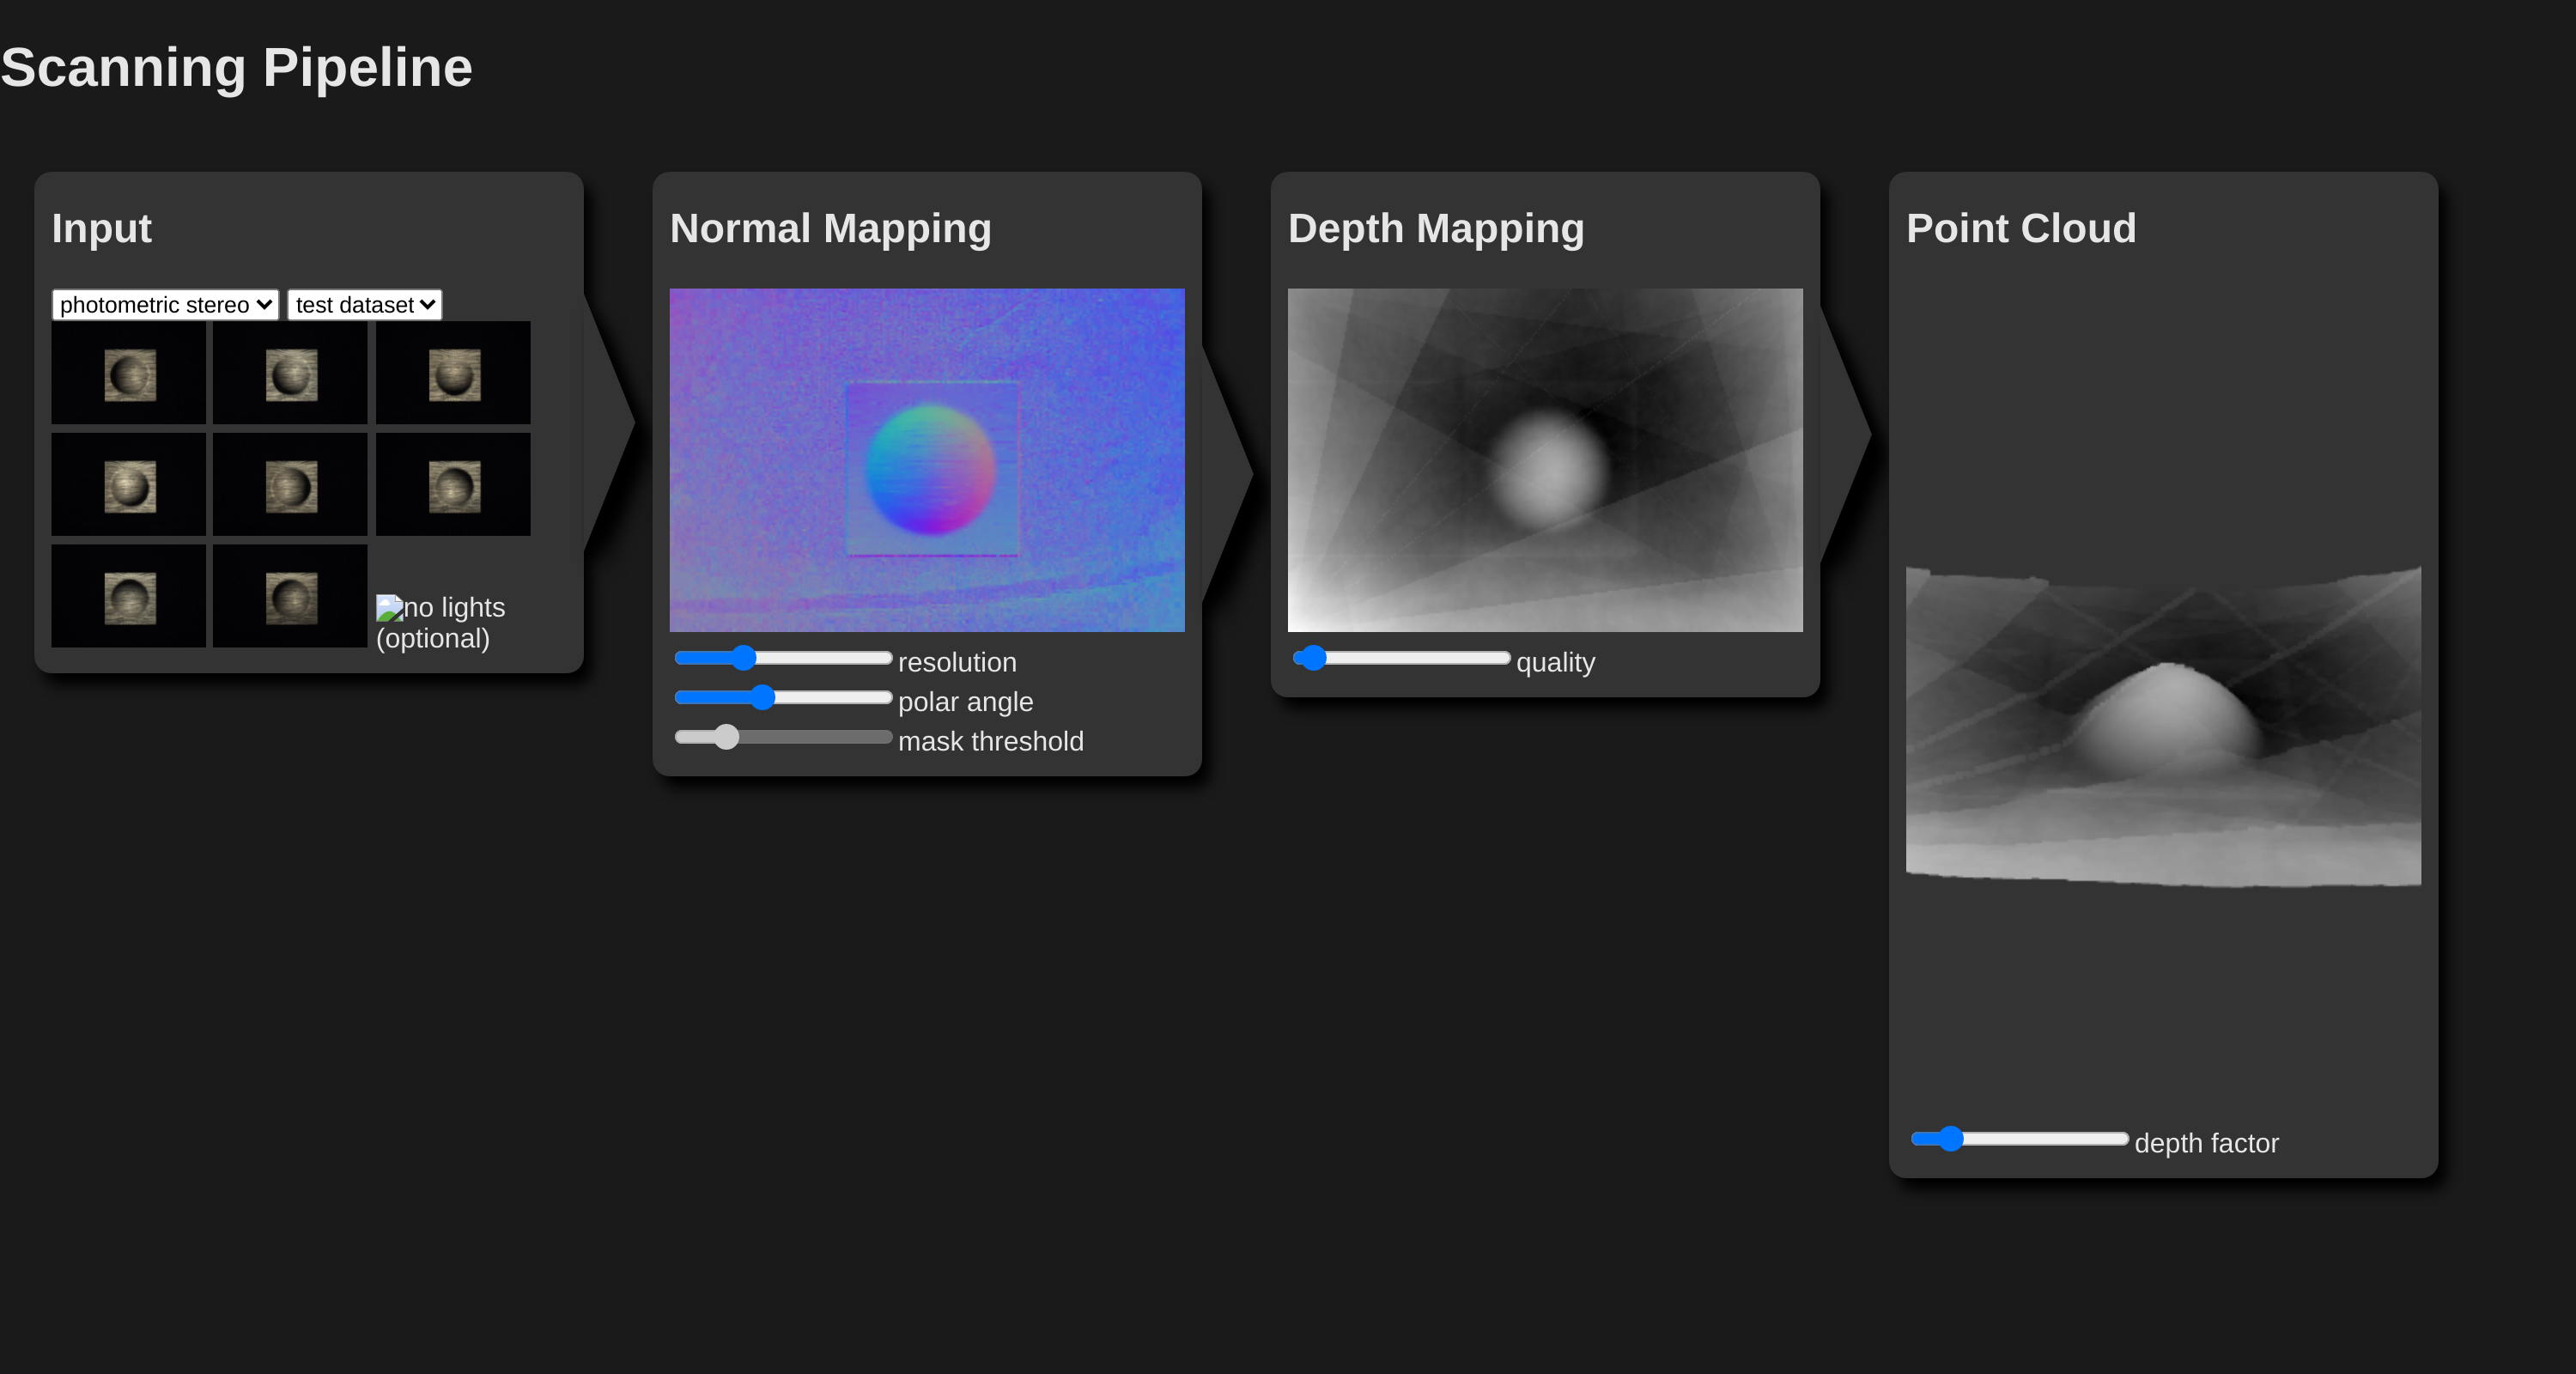 Scanning Pipeline
Input
photometric stereo
test dataset
no lights
(optional)
Normal Mapping
resolution
polar angle
mask threshold
Depth Mapping
quality
Point Cloud
depth factor